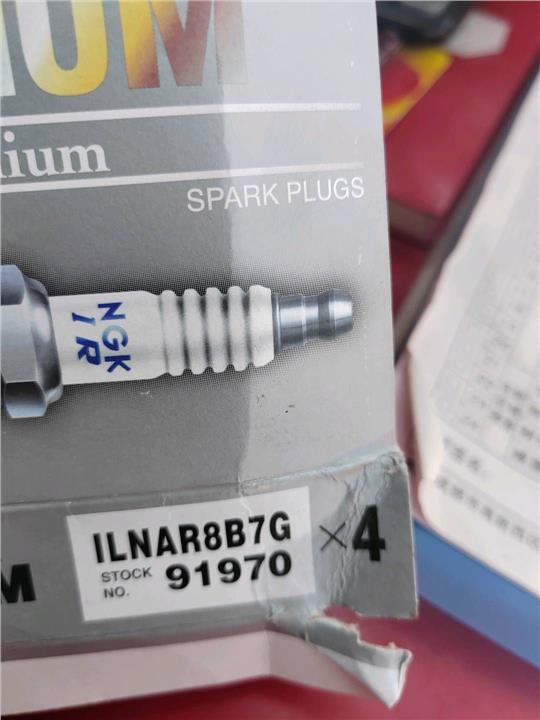 IUM
ium
SPARK PLUGS
NGK
IR
ILNAR8B7G ×4
STOCK NO. 91970
M